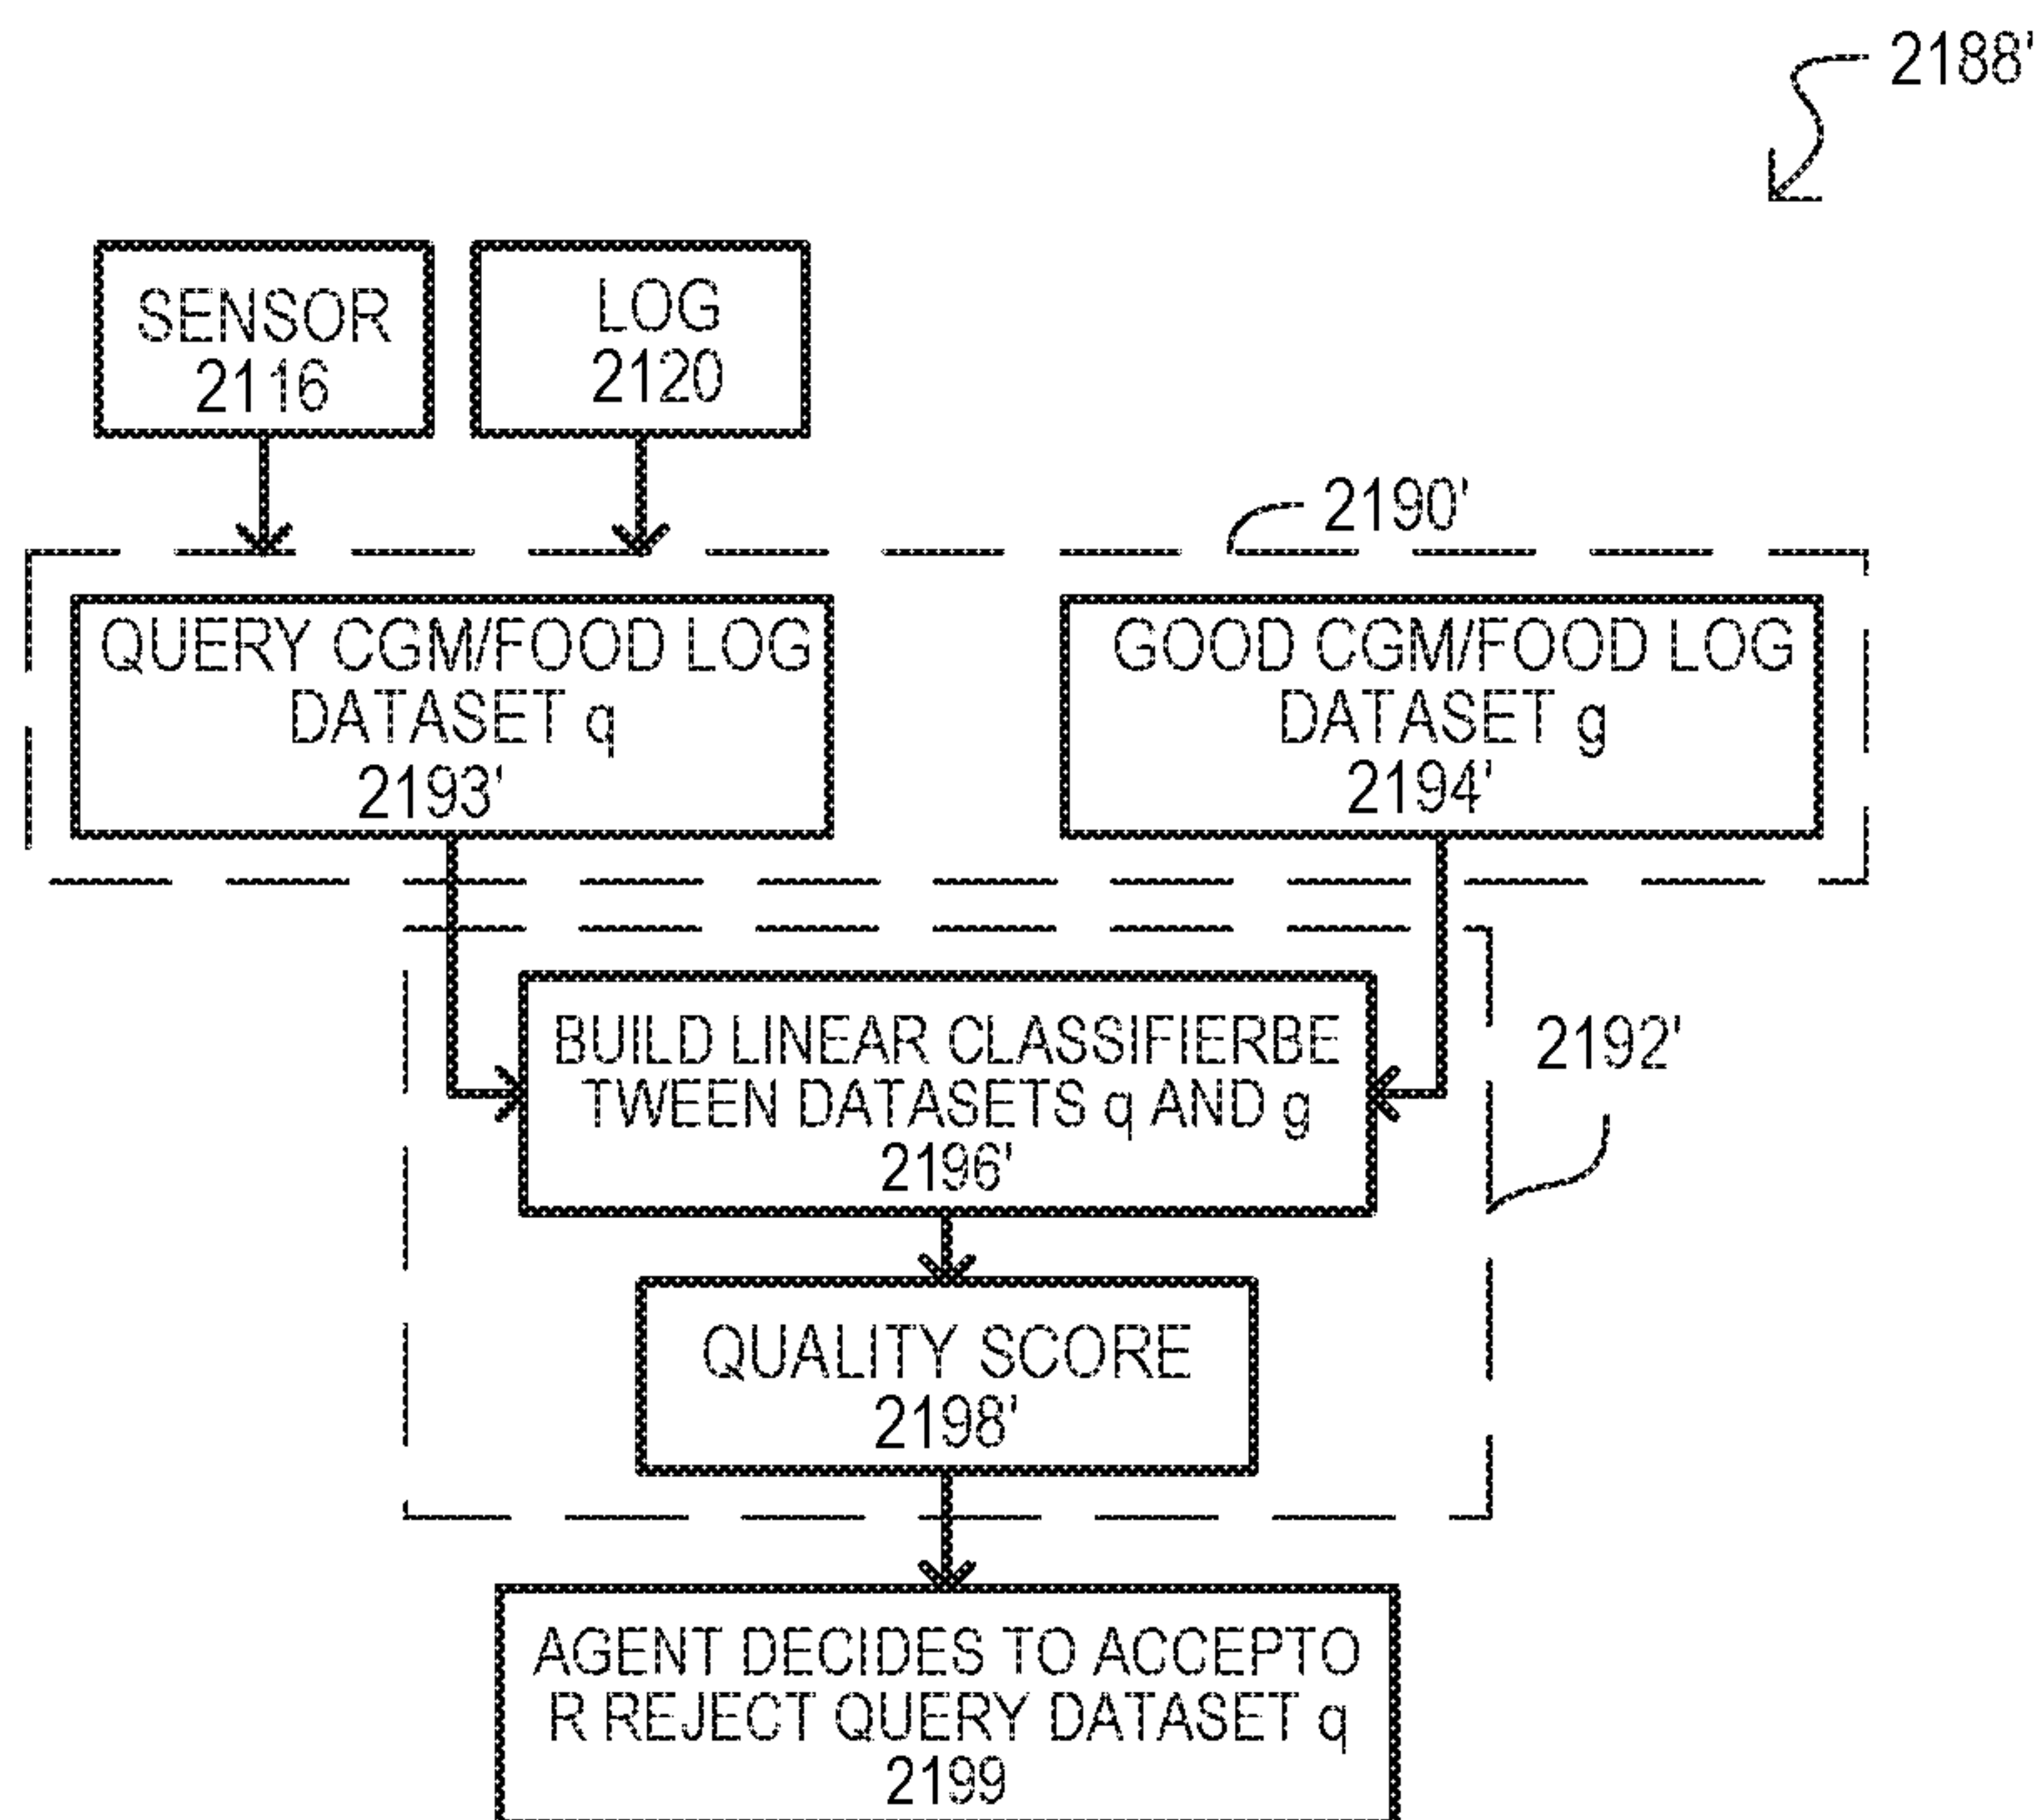 2188'
SENSOR
2116
LOG
2120
2190'
QUERY CGM/FOOD LOG
DATASET q
2193'
GOOD CGM/FOOD LOG
DATASET g
2194'
BUILD LINEAR CLASSIFIERBE
TWEEN DATASETS q AND g
2196'
2192'
QUALITY SCORE
2198'
AGENT DECIDES TO ACCEPTO
R REJECT QUERY DATASET q
2199